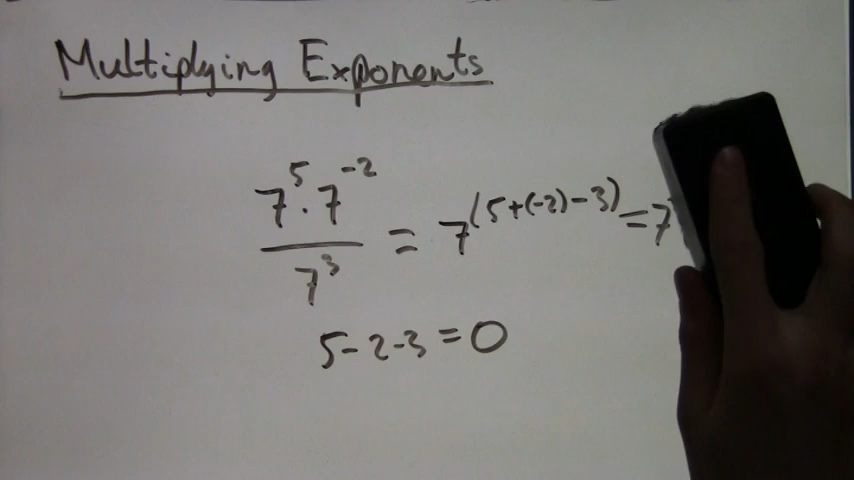 Multiplying Exponents
(7^5 · 7^-2) / 7^3 = 7^(5+(-2)-3) = 7
5-2-3=0